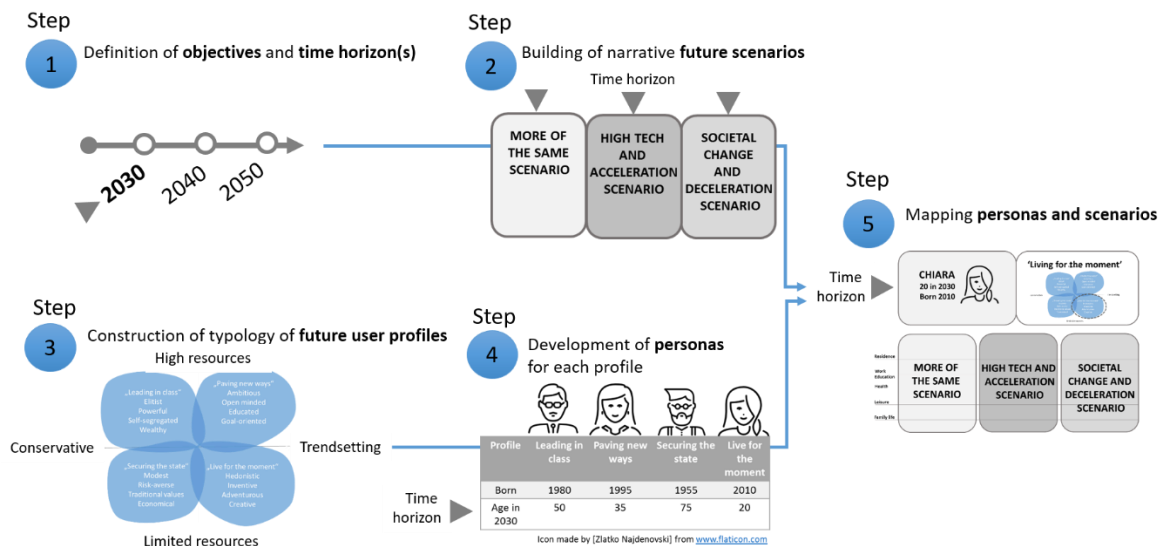 Step
1
Definition of objectives and time horizon(s)
2030
2040
2050
Step
2
Building of narrative future scenarios
Time horizon
MORE OF
THE SAME
SCENARIO
HIGH TECH
AND
ACCELERATION
SCENARIO
SOCIETAL
CHANGE
AND
DECELERATION
SCENARIO
Step
3
Construction of typology of future user profiles
High resources
„Leading in class"
Elitist
Powerful
Self-segregated
Wealthy
„Paving new ways"
Ambitious
Open minded
Educated
Goal-oriented
Conservative
Trendsetting
„Securing the state"
Modest
Risk-averse
Traditional values
Economical
„Live for the moment"
Hedonistic
Inventive
Adventurous
Creative
Limited resources
Step
4
Development of personas
for each profile
Profile
Leading in
class
Paving new
ways
Securing the
state
Live for
the
moment
Born 1980 1995 1955 2010
Time
horizon
Age in
2030
50 35 75 20
Icon made by [Zlatko Najdenovski] from www.flaticon.com
Step
5
Mapping personas and scenarios
Time
horizon
CHIARA
20 in 2030
Born 2010
'Living for the moment'
Residence
Work
Education
Health
Leisure
Family life
MORE OF
THE SAME
SCENARIO
HIGH TECH AND
ACCELERATION
SCENARIO
SOCIETAL
CHANGE AND
DECELERATION
SCENARIO